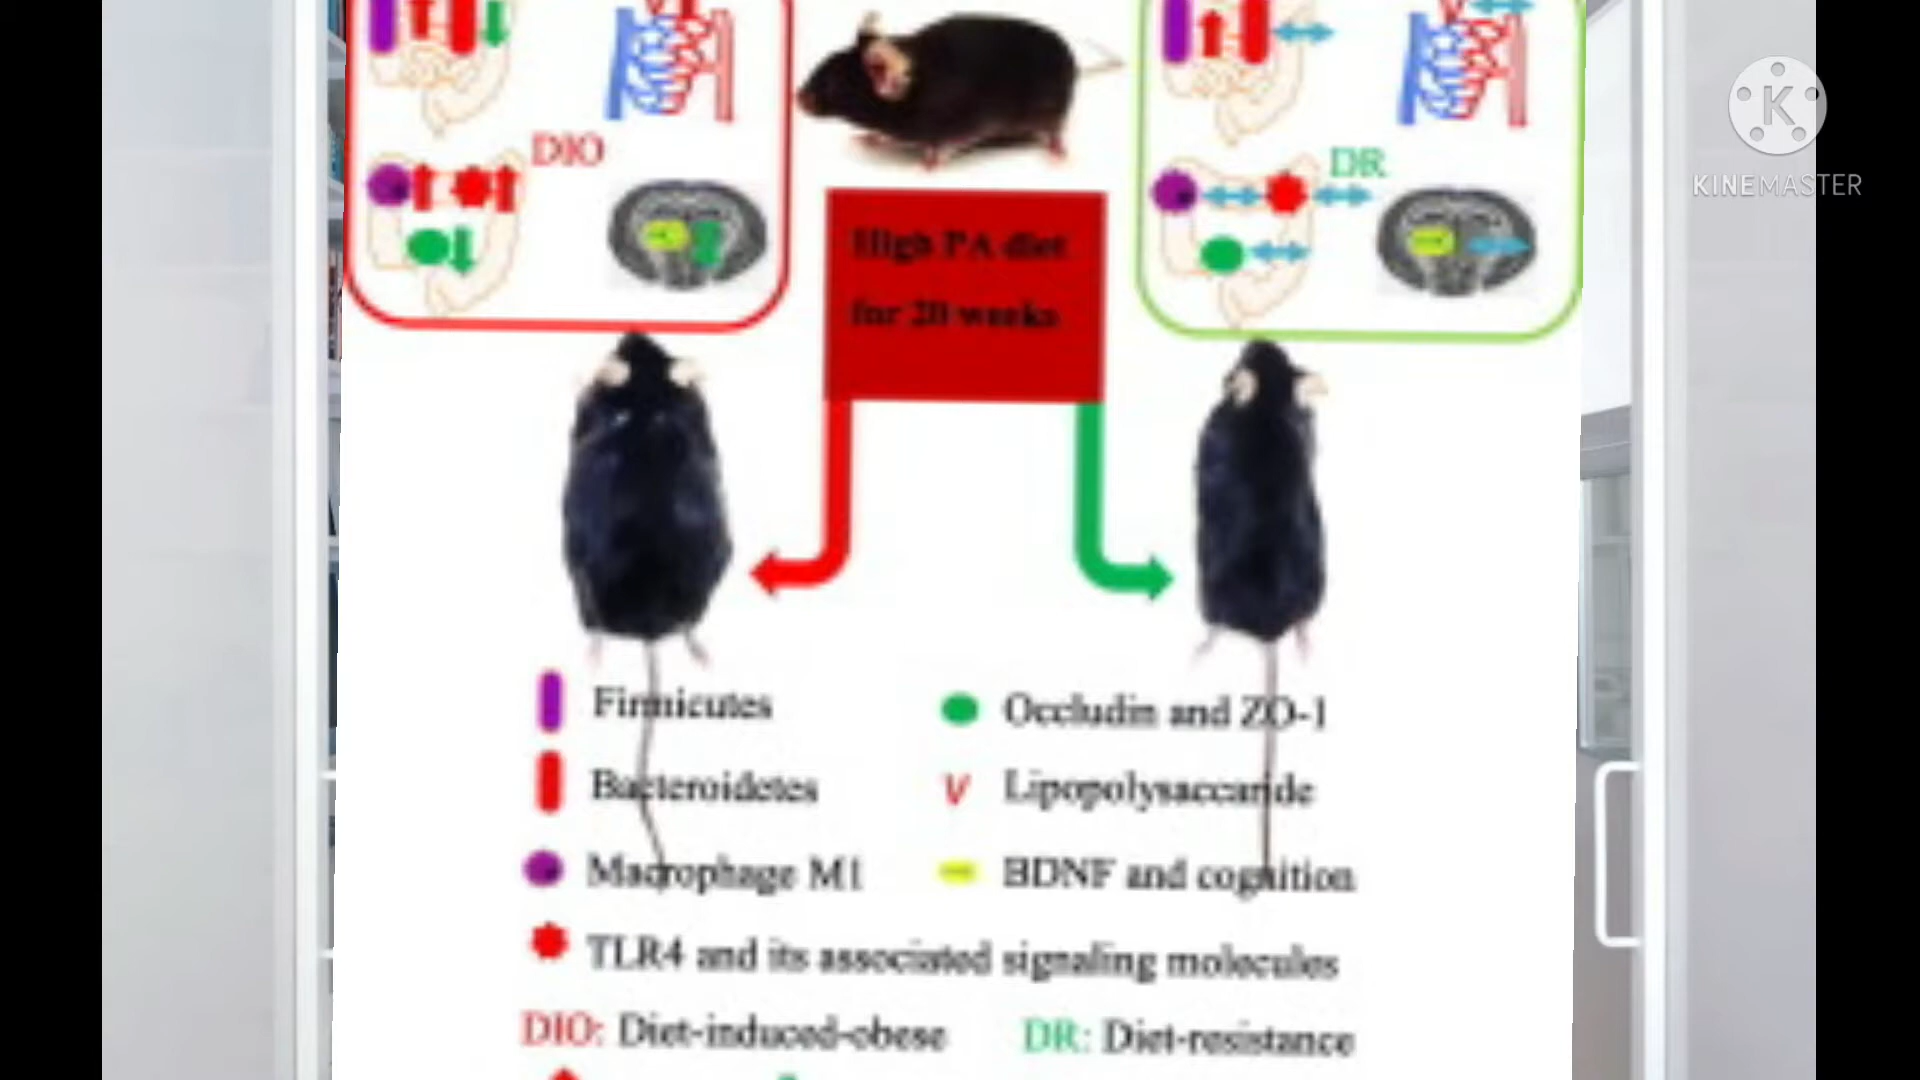 DIO
DR
High PA diet
for 20 weeks
KINEMASTER
Firmicutes
Occludin and ZO-1
Bacteroidetes
V Lipopolysaccaride
Macrophage M1
BDNF and cognition
TLR4 and its associated signaling molecules
DIO: Diet-induced-obese
DR: Diet-resistance